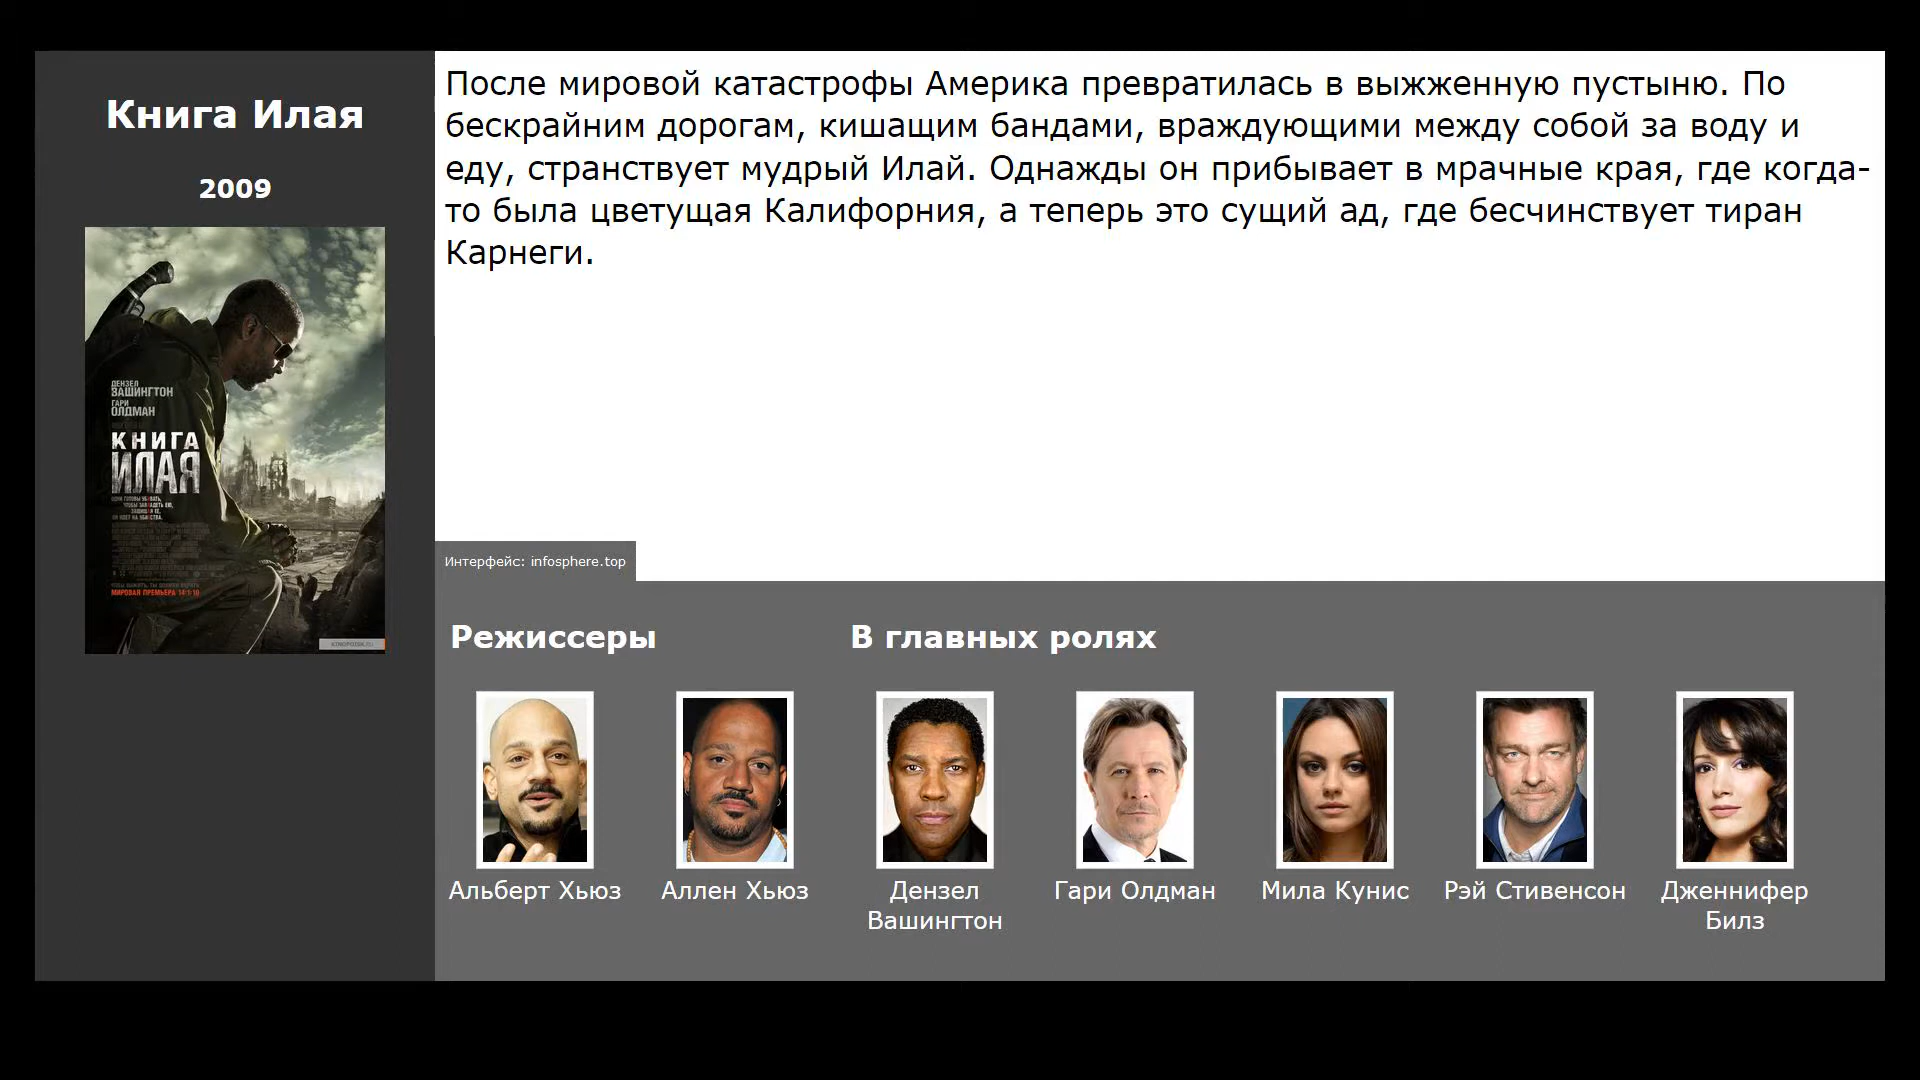 Книга Илая
2009
ДЕНЗЕЛ
ВАШИНГТОН
ГАРИ
ОЛДМАН
КНИГА
ИЛАЯ
МИРОВАЯ ПРЕМЬЕРА 14·1·10
После мировой катастрофы Америка превратилась в выжженную пустыню. По
бескрайним дорогам, кишащим бандами, враждующими между собой за воду и
еду, странствует мудрый Илай. Однажды он прибывает в мрачные края, где когда-
то была цветущая Калифорния, а теперь это сущий ад, где бесчинствует тиран
Карнеги.
Интерфейс: infosphere.top
Режиссеры
В главных ролях
Альберт Хьюз
Аллен Хьюз
Дензел
Вашингтон
Гари Олдман
Мила Кунис
Рэй Стивенсон
Дженнифер
Билз